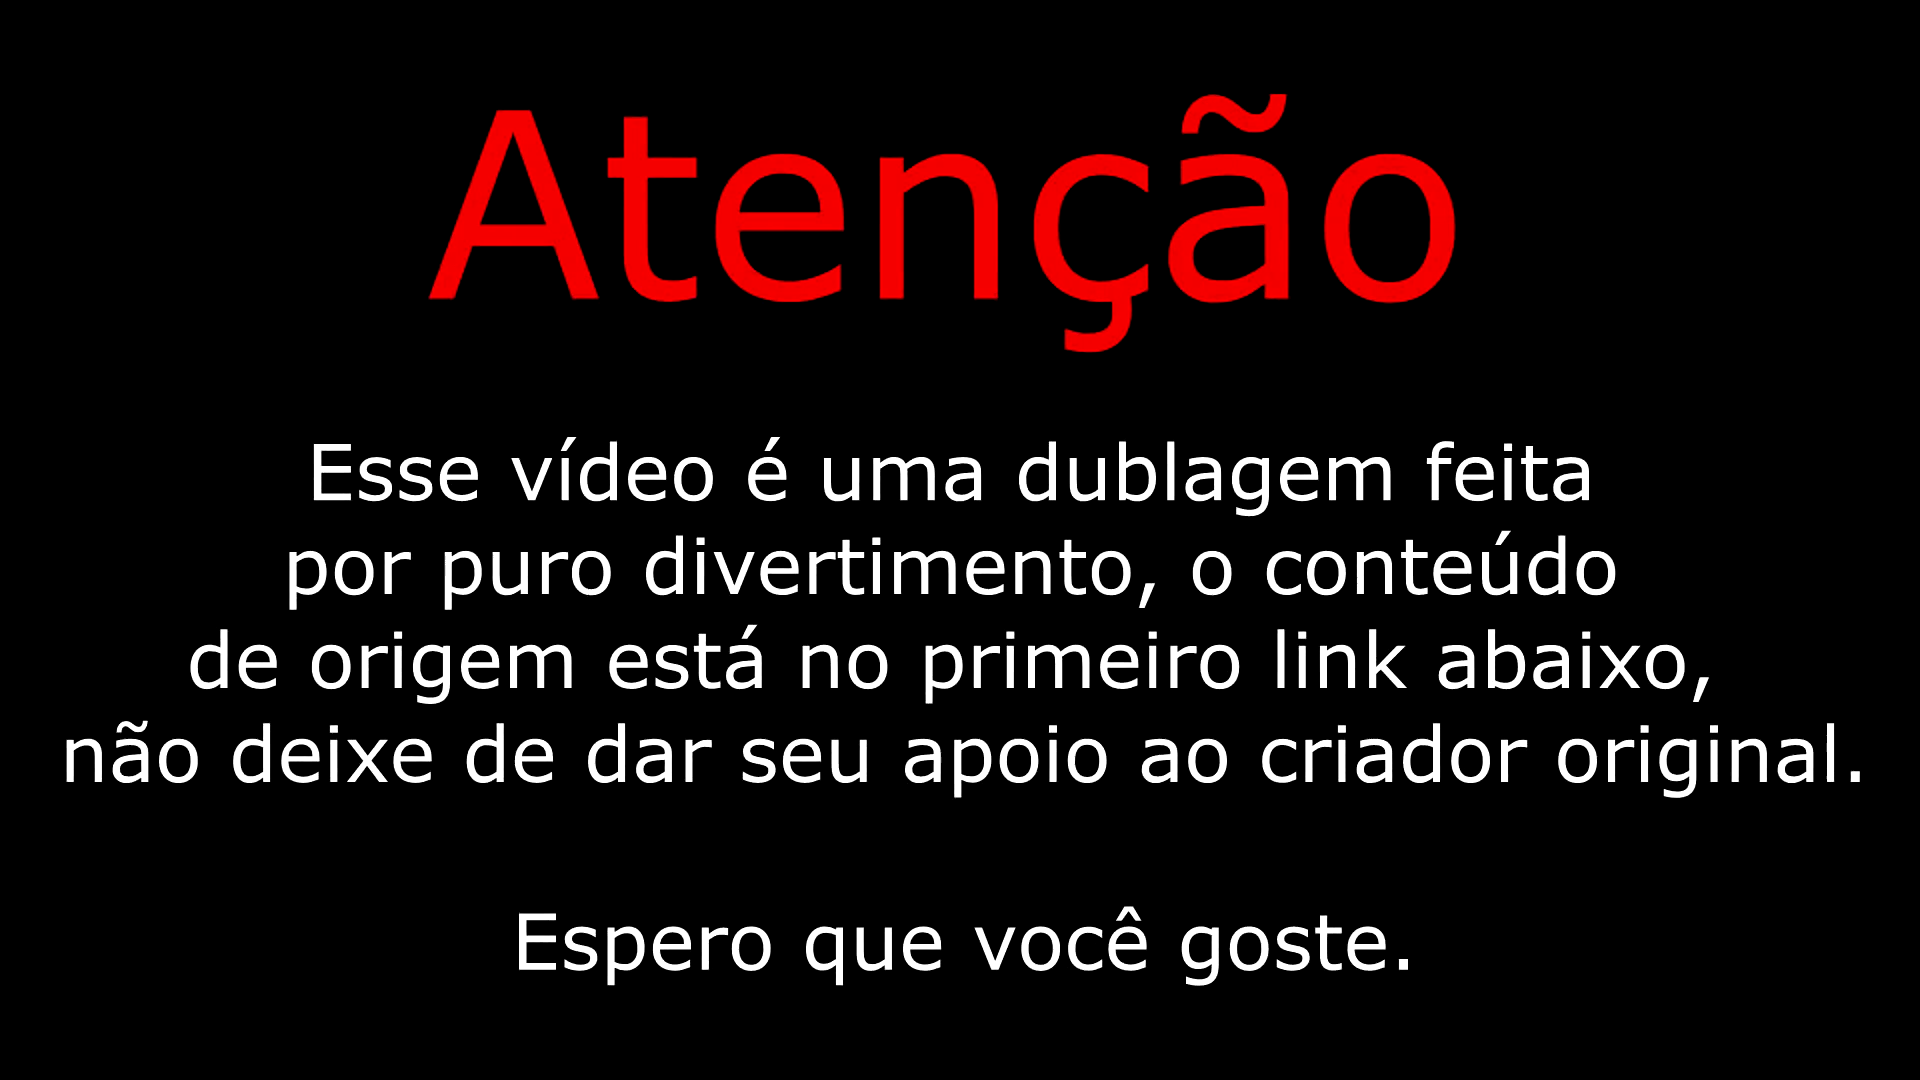 Atenção
Esse vídeo é uma dublagem feita
por puro divertimento, o conteúdo
de origem está no primeiro link abaixo,
não deixe de dar seu apoio ao criador original.
Espero que você goste.